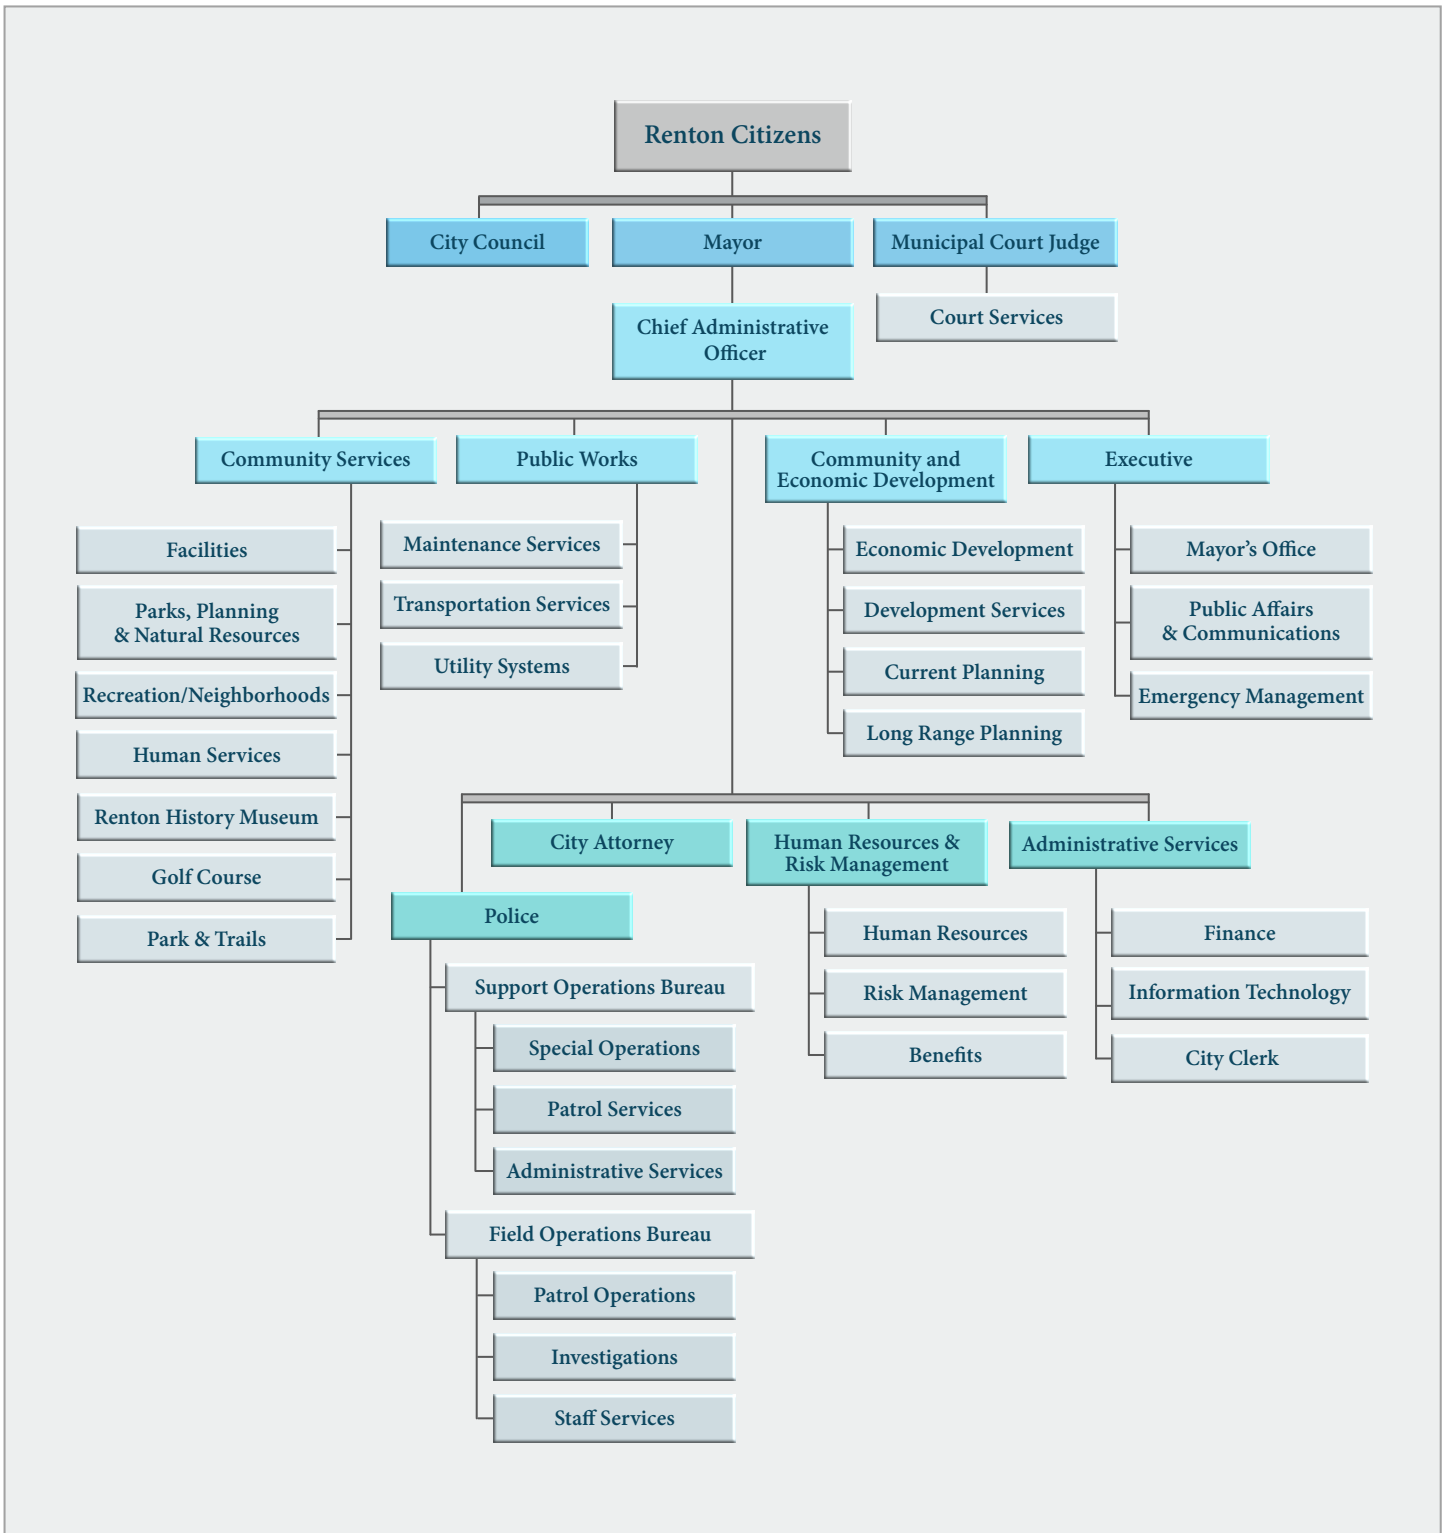 Renton Citizens
City Council
Mayor
Municipal Court Judge
Chief Administrative
Officer
Court Services
Community Services
Public Works
Community and
Economic Development
Executive
Facilities
Parks, Planning
& Natural Resources
Recreation/Neighborhoods
Human Services
Renton History Museum
Golf Course
Park & Trails
Maintenance Services
Transportation Services
Utility Systems
Economic Development
Development Services
Current Planning
Long Range Planning
Mayor’s Office
Public Affairs
& Communications
Emergency Management
Police
City Attorney
Human Resources &
Risk Management
Administrative Services
Support Operations Bureau
Special Operations
Patrol Services
Administrative Services
Field Operations Bureau
Patrol Operations
Investigations
Staff Services
Human Resources
Risk Management
Benefits
Finance
Information Technology
City Clerk